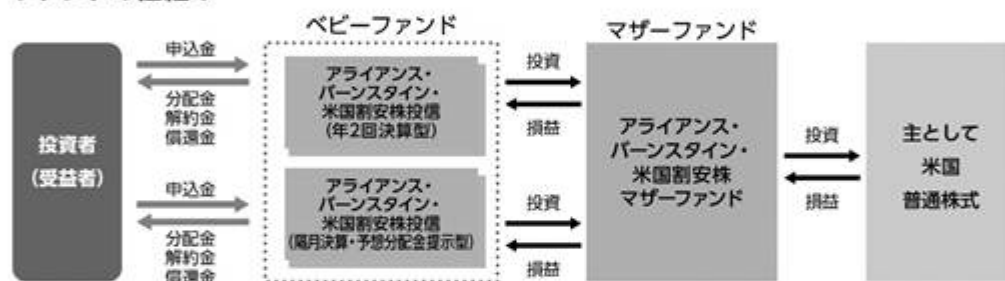 ベビーファンド
マザーファンド
投資者
(受益者)
申込金
分配金
解約金
償還金
申込金
分配金
解約金
償還金
アライアンス・
バーンスタイン・
米国割安株投信
(年2回決算型)
アライアンス・
バーンスタイン・
米国割安株投信
(隔月決算・予想分配金提示型)
投資
損益
投資
損益
アライアンス・
バーンスタイン・
米国割安株
マザーファンド
投資
損益
主として
米国
普通株式